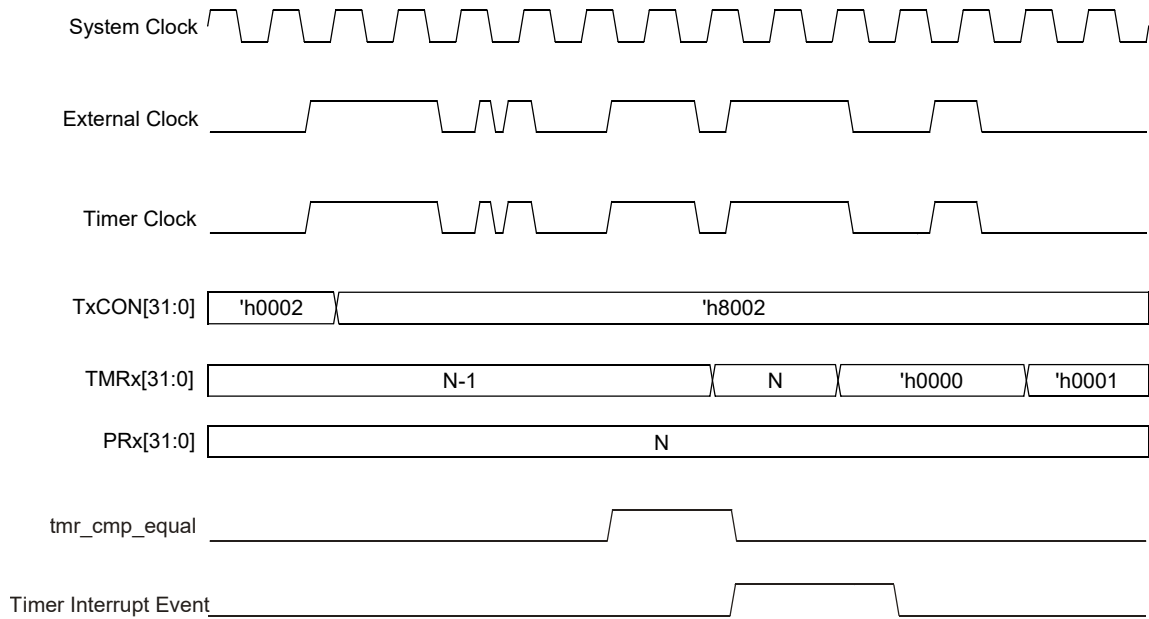 System Clock
External Clock
Timer Clock
TxCON[31:0] 'h0002 'h8002
TMRx[31:0] N-1 N 'h0000 'h0001
PRx[31:0] N
tmr_cmp_equal
Timer Interrupt Event